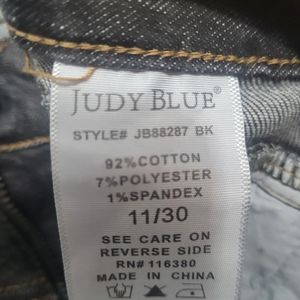 JUDY BLUE®
STYLE# JB88287 BK
92%COTTON
7%POLYESTER
1%SPANDEX
11/30
SEE CARE ON
REVERSE SIDE
RN# 116380
MADE IN CHINA